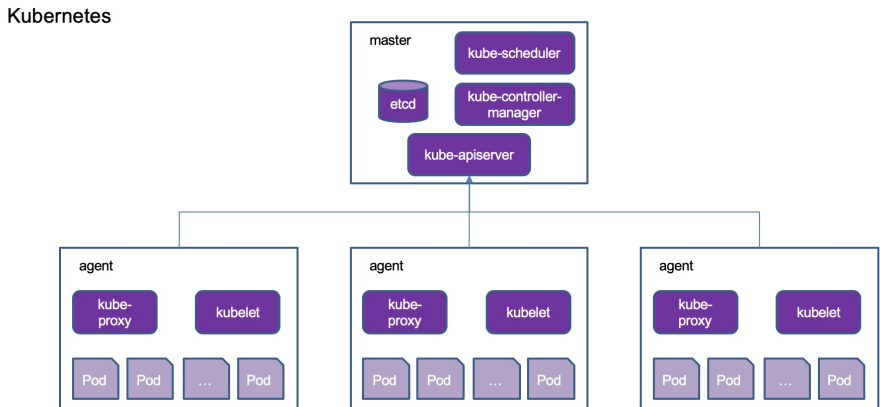 Kubernetes
master
kube-scheduler
etcd
kube-controller-
manager
kube-apiserver
agent
kube-
proxy
kubelet
Pod
Pod
...
Pod
agent
kube-
proxy
kubelet
Pod
Pod
...
Pod
agent
kube-
proxy
kubelet
Pod
Pod
...
Pod